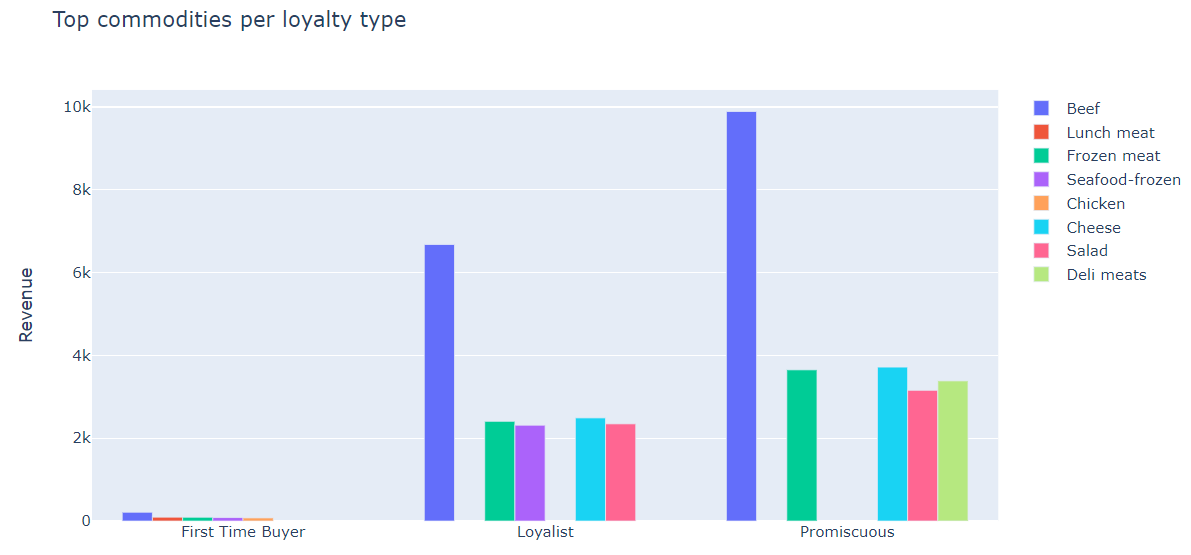 Top commodities per loyalty type
Revenue
10k
8k
6k
4k
2k
0
First Time Buyer
Loyalist
Promiscuous
Beef
Lunch meat
Frozen meat
Seafood-frozen
Chicken
Cheese
Salad
Deli meats